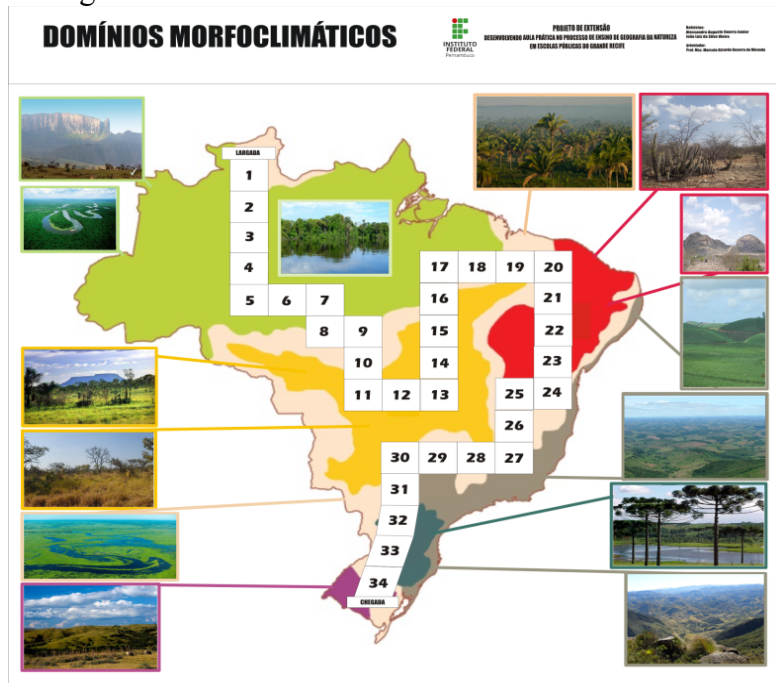 DOMÍNIOS MORFOCLIMÁTICOS
INSTITUTO
FEDERAL
Pernambuco
PROJETO DE EXTENSÃO
DESENVOLVENDO AULA PRÁTICA NO PROCESSO DE ENSINO DE GEOGRAFIA DA NATUREZA
EM ESCOLAS PÚBLICAS DO GRANDE RECIFE
LARGADA
1
2
3
4
5 6 7
8 9
10
11 12 13
14
15
16
17 18 19 20
21
22
23
24
25
26
27
28
29
30
31
32
33
34
CHEGADA